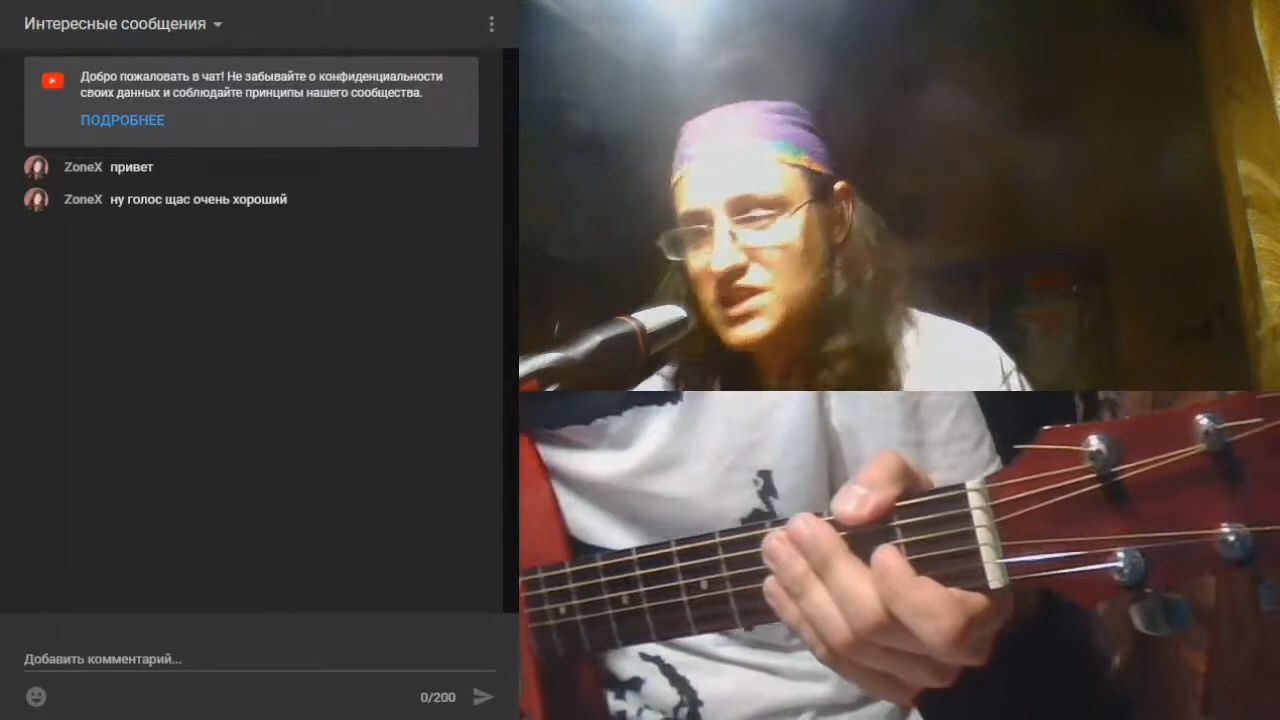 Интересные сообщения
Добро пожаловать в чат! Не забывайте о конфиденциальности
своих данных и соблюдайте принципы нашего сообщества.
ПОДРОБНЕЕ
ZoneX привет
ZoneX ну голос щас очень хороший
Добавить комментарий...
0/200